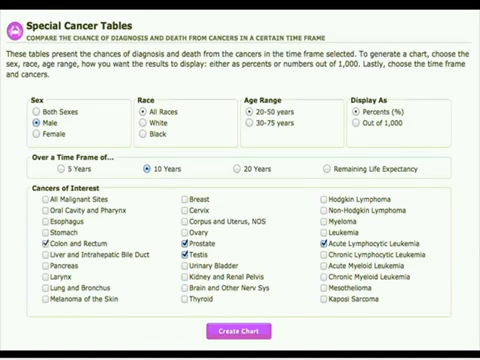 Special Cancer Tables
COMPARE THE CHANCE OF DIAGNOSIS AND DEATH FROM CANCERS IN A CERTAIN TIME FRAME
These tables present the chances of diagnosis and death from the cancers in the time frame selected. To generate a chart, choose the
sex, race, age range, how you want the results to display: either as percents or numbers out of 1,000. Lastly, choose the time frame
and cancers.
Sex
Both Sexes
Male
Female
Race
All Races
White
Black
Age Range
20-50 years
30-75 years
Display As
Percents (%)
Out of 1,000
Over a Time Frame of...
5 Years
10 Years
20 Years
Remaining Life Expectancy
Cancers of Interest
All Malignant Sites
Oral Cavity and Pharynx
Esophagus
Stomach
Colon and Rectum
Liver and Intrahepatic Bile Duct
Pancreas
Larynx
Lung and Bronchus
Melanoma of the Skin
Breast
Cervix
Corpus and Uterus, NOS
Ovary
Prostate
Testis
Urinary Bladder
Kidney and Renal Pelvis
Brain and Other Nerv Sys
Thyroid
Hodgkin Lymphoma
Non-Hodgkin Lymphoma
Myeloma
Leukemia
Acute Lymphocytic Leukemia
Chronic Lymphocytic Leukemia
Acute Myeloid Leukemia
Chronic Myeloid Leukemia
Mesothelioma
Kaposi Sarcoma
Create Chart